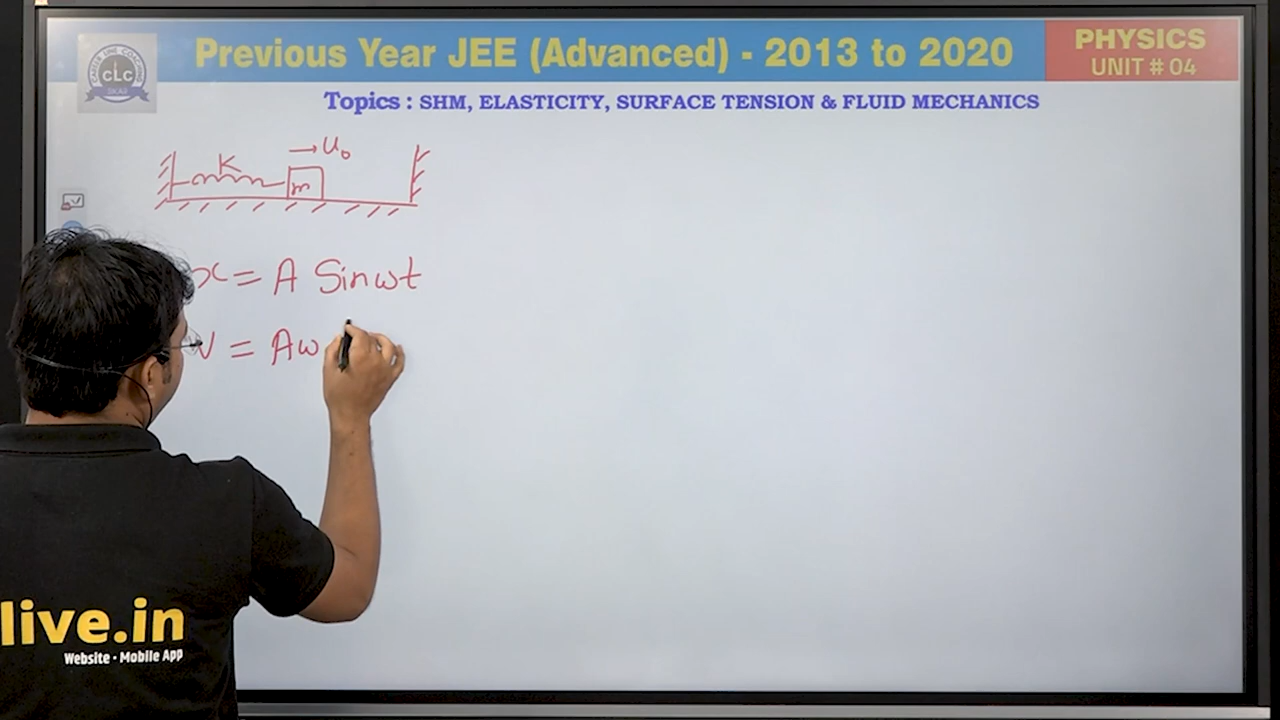 Previous Year JEE (Advanced) - 2013 to 2020
PHYSICS
UNIT # 04
CLC
Topics : SHM, ELASTICITY, SURFACE TENSION & FLUID MECHANICS
K
m
→ u₀
x = A Sinωt
v = Aω
live.in
Website • Mobile App